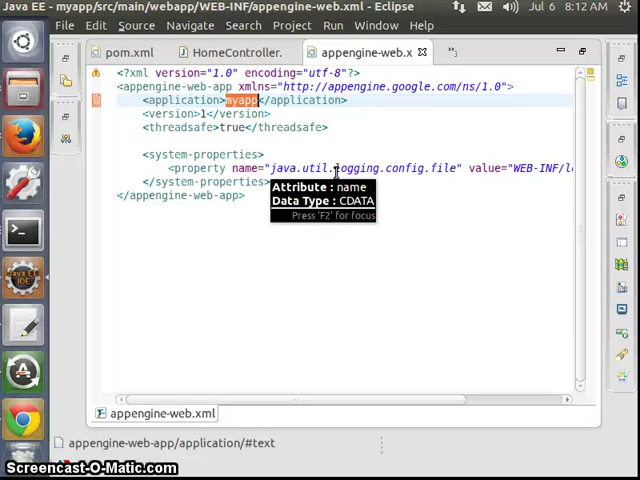 Java EE - myapp/src/main/webapp/WEB-INF/appengine-web.xml - Eclipse
Jul 6 8:12 AM
File Edit Source Navigate Search Project Run Window Help
pom.xml HomeController. appengine-web.x »3
<?xml version="1.0" encoding="utf-8"?>
<appengine-web-app xmlns="http://appengine.google.com/ns/1.0">
<application>myapp</application>
<version>1</version>
<threadsafe>true</threadsafe>
<system-properties>
<property name="java.util.logging.config.file" value="WEB-INF/lo
</system-properties>
Attribute : name
</appengine-web-app>
Data Type : CDATA
Press 'F2' for focus
Java EE
IDE
appengine-web.xml
appengine-web-app/application/#text
Screencast-O-Matic.com